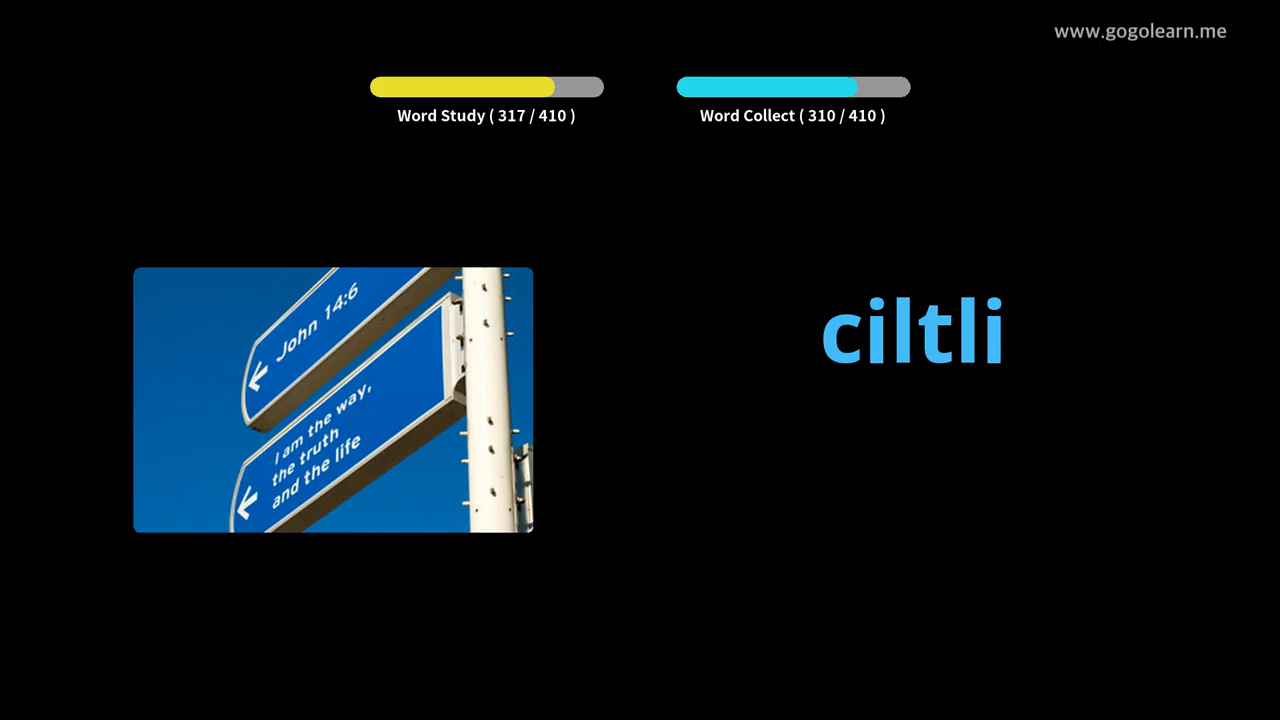 www.gogolearn.me
Word Study ( 317 / 410 )
Word Collect ( 310 / 410 )
John 14:6
I am the way,
the truth
and the life
ciltli